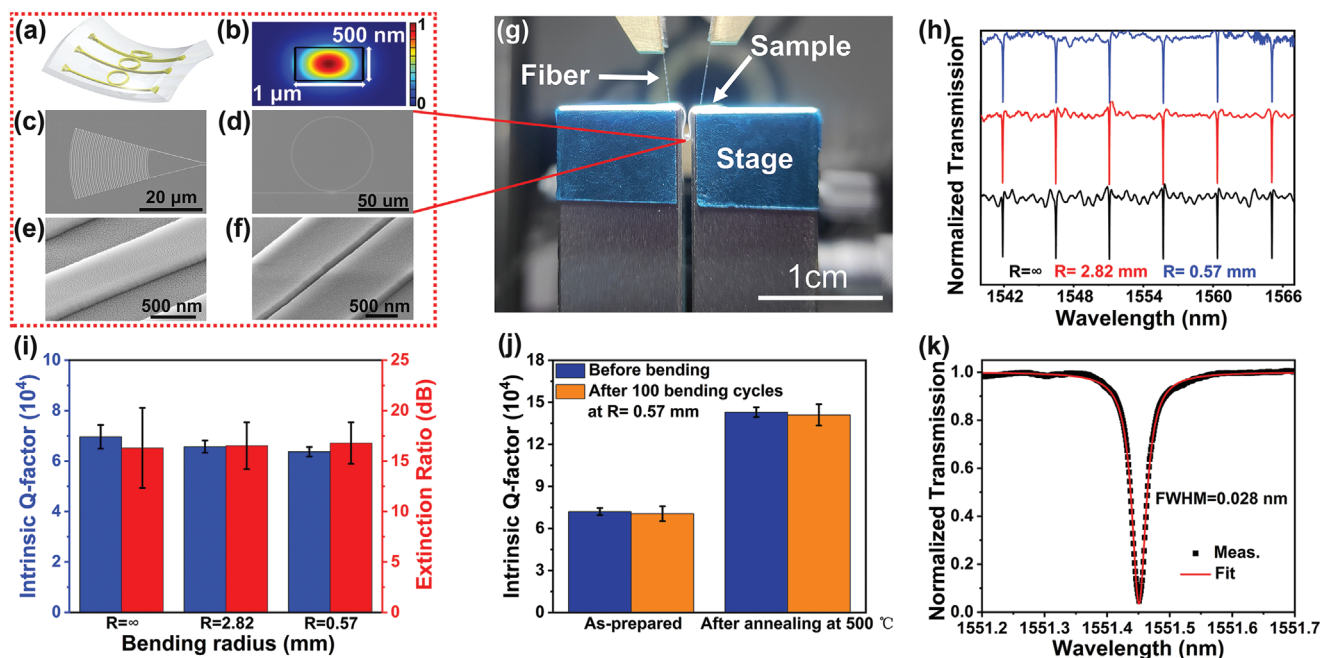 (a)
(b)
500 nm
1 µm
1
0
(c)
20 µm
(d)
50 um
(e)
500 nm
(f)
500 nm
(g)
Fiber
Sample
Stage
1cm
(h)
Normalized Transmission
R=∞ R= 2.82 mm R= 0.57 mm
1542 1548 1554 1560 1566
Wavelength (nm)
(i)
Intrinsic Q-factor (10⁴)
10
8
6
4
2
0
25
20
15
10
5
0
Extinction Ratio (dB)
R=∞ R=2.82 R=0.57
Bending radius (mm)
(j)
Intrinsic Q-factor (10⁴)
18
15
12
9
6
3
0
Before bending
After 100 bending cycles
at R= 0.57 mm
As-prepared After annealing at 500 ℃
(k)
Normalized Transmission
1.0
0.8
0.6
0.4
0.2
0.0
FWHM=0.028 nm
Meas.
Fit
1551.2 1551.3 1551.4 1551.5 1551.6 1551.7
Wavelength (nm)